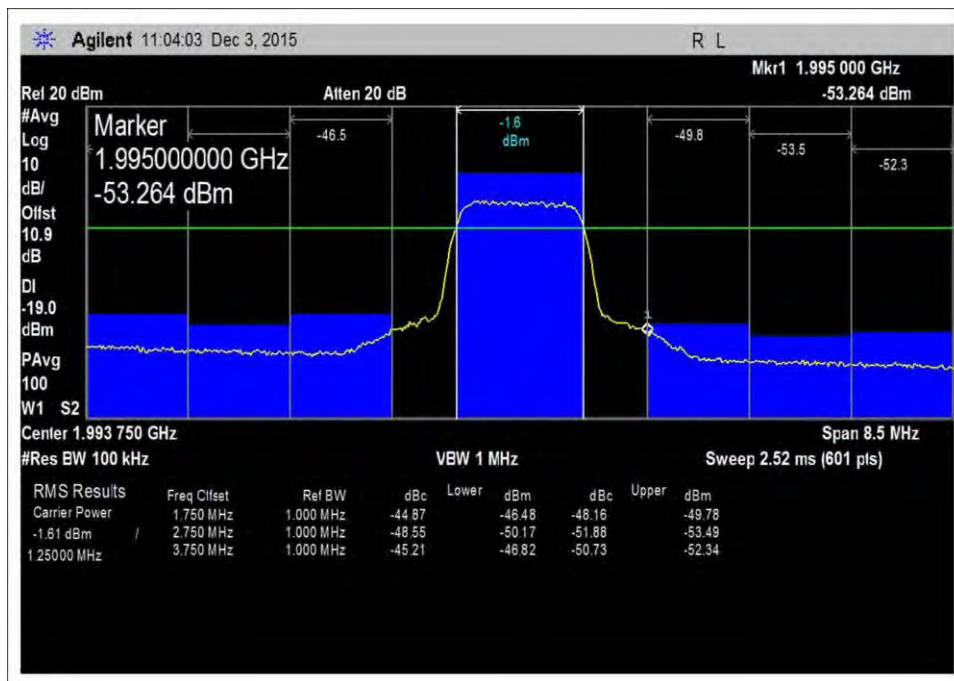 Agilent 11:04:03 Dec 3, 2015 R L
Mkr1 1.995 000 GHz
Ref 20 dBm Atten 20 dB -53.264 dBm
#Avg
Log
10
dB/
Offst
10.9
dB
DI
-19.0
dBm
PAvg
100
W1 S2
Marker
1.995000000 GHz
-53.264 dBm
-46.5
-1.6
dBm
-49.8
-53.5
-52.3
1
Center 1.993 750 GHz Span 8.5 MHz
#Res BW 100 kHz VBW 1 MHz Sweep 2.52 ms (601 pts)
RMS Results Freq Offset Ref BW dBc Lower dBm dBc Upper dBm
Carrier Power 1.750 MHz 1.000 MHz -44.87 -46.48 -48.16 -49.78
-1.61 dBm / 2.750 MHz 1.000 MHz -48.55 -50.17 -51.88 -53.49
1.25000 MHz 3.750 MHz 1.000 MHz -45.21 -46.82 -50.73 -52.34